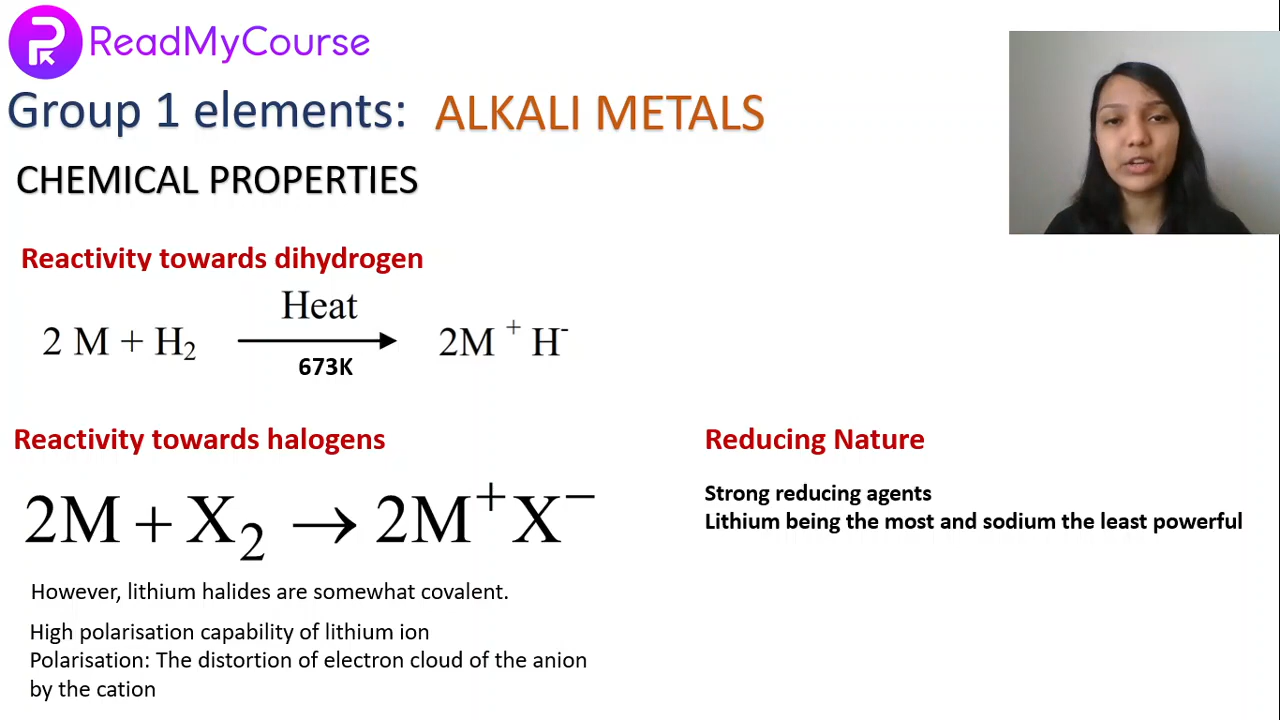 ReadMyCourse
Group 1 elements: ALKALI METALS
CHEMICAL PROPERTIES
Reactivity towards dihydrogen
Heat
2 M + H₂ → 2M ⁺ H⁻
673K
Reactivity towards halogens
2M + X₂ → 2M⁺X⁻
However, lithium halides are somewhat covalent.
High polarisation capability of lithium ion
Polarisation: The distortion of electron cloud of the anion
by the cation
Reducing Nature
Strong reducing agents
Lithium being the most and sodium the least powerful